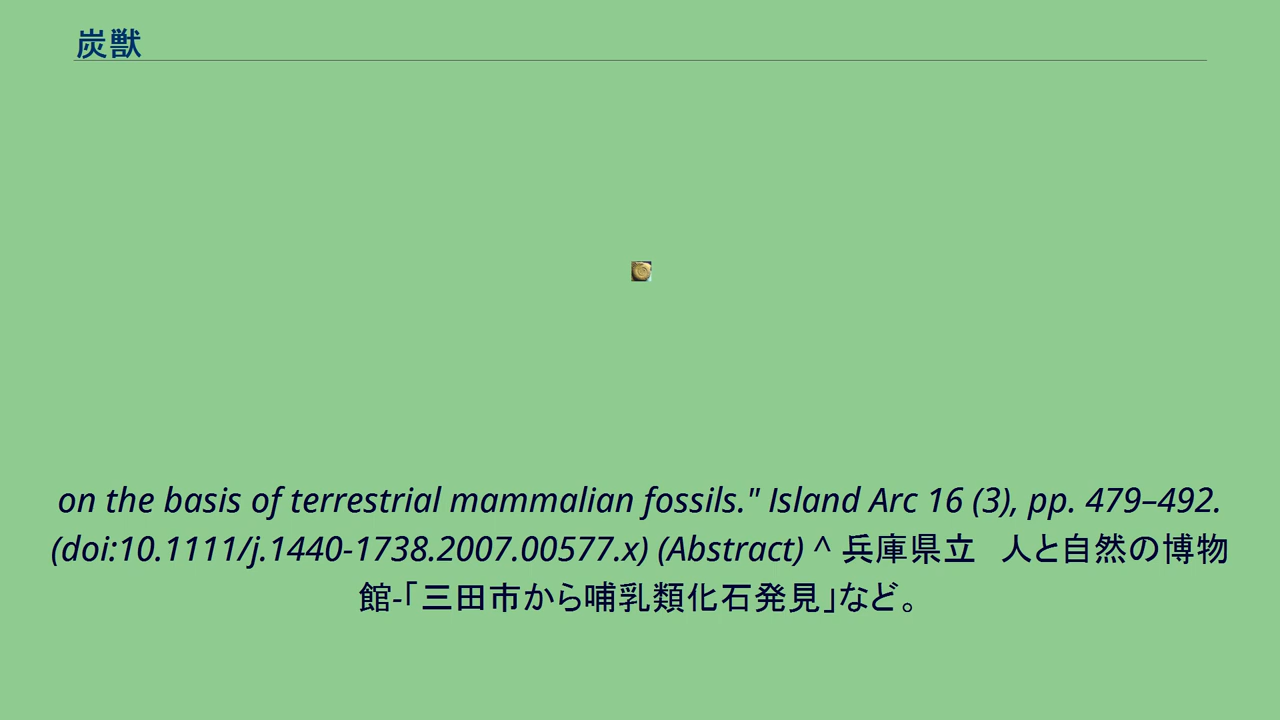 炭獣
on the basis of terrestrial mammalian fossils." Island Arc 16 (3), pp. 479–492.
(doi:10.1111/j.1440-1738.2007.00577.x) (Abstract) ^ 兵庫県立　人と自然の博物
館-「三田市から哺乳類化石発見」など。